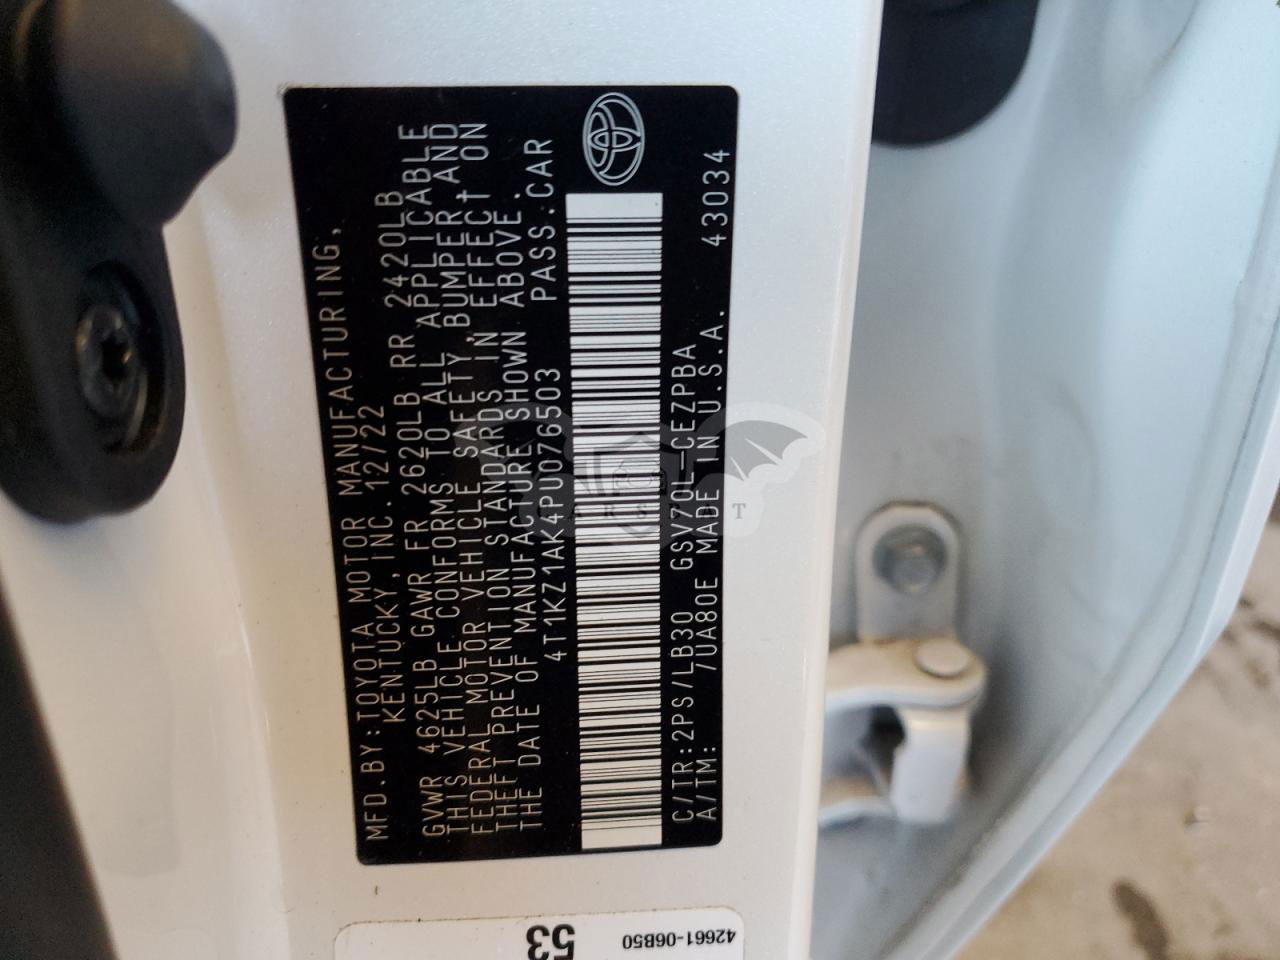 MFD.BY:TOYOTA MOTOR MANUFACTURING,
KENTUCKY, INC. 12/22
GVWR 4625LB GAWR FR 2620LB RR 2420LB
THIS VEHICLE CONFORMS TO ALL APPLICABLE
FEDERAL MOTOR VEHICLE SAFETY, BUMPER, AND
THEFT PREVENTION STANDARDS IN EFFECT ON
THE DATE OF MANUFACTURE SHOWN ABOVE.
4T1KZ1AK4PU076503 PASS.CAR
C/TR:2PS/LB30 GSV70L-CEZPBA
A/TM: 7UA80E MADE IN U.S.A. 43034
42661-06B50
53